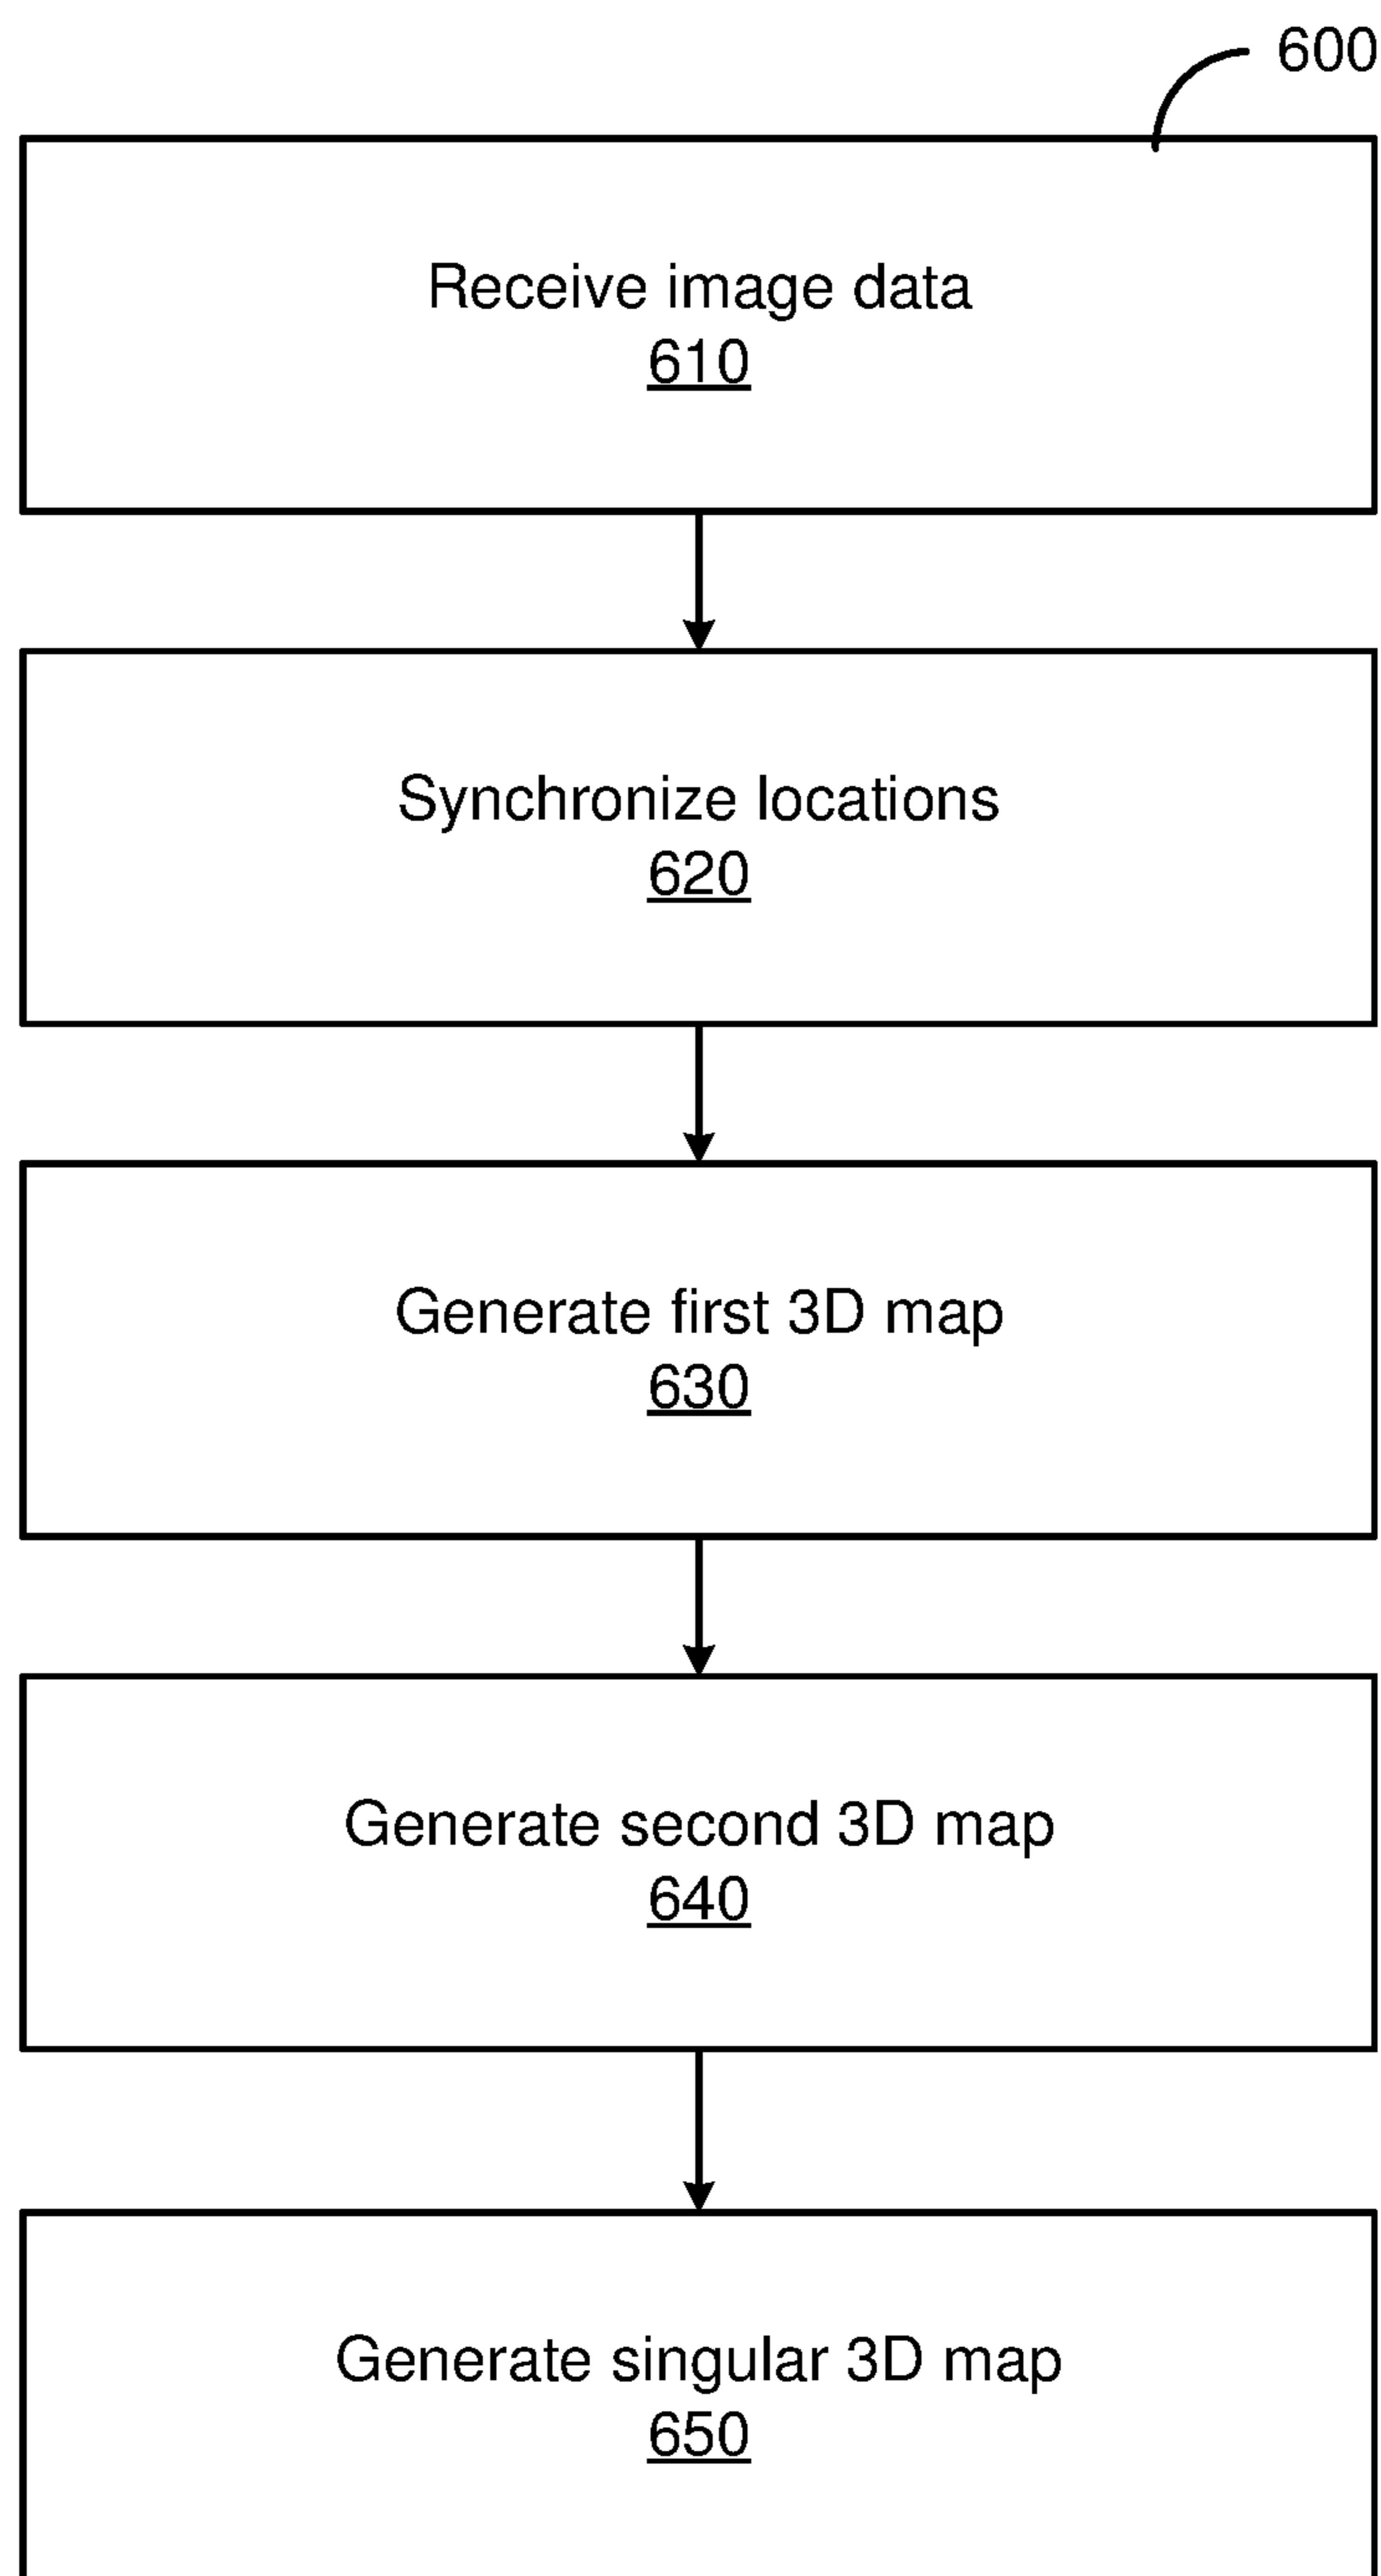 600
Receive image data
610
Synchronize locations
620
Generate first 3D map
630
Generate second 3D map
640
Generate singular 3D map
650